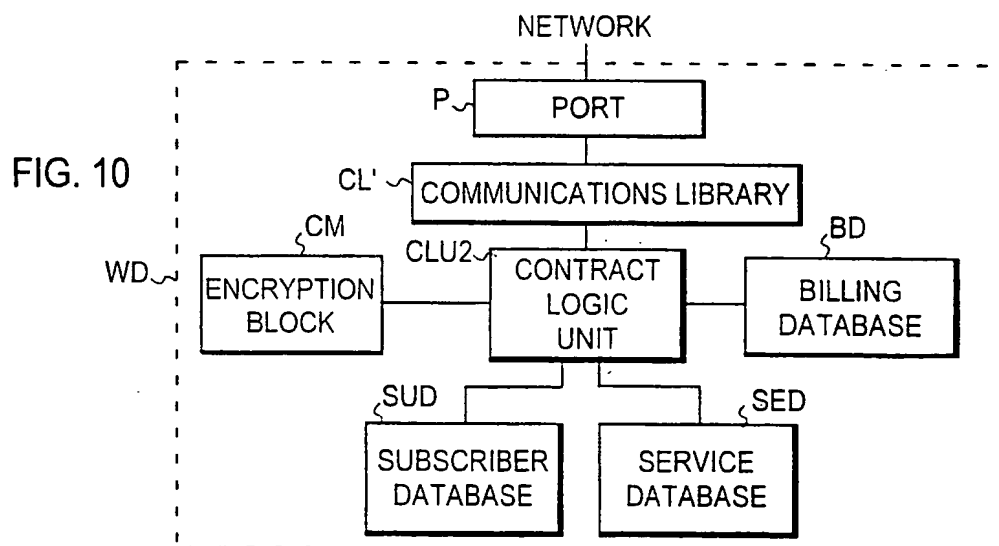 NETWORK
P
PORT
FIG. 10
CL'
COMMUNICATIONS LIBRARY
CM
CLU2
BD
WD
ENCRYPTION
BLOCK
CONTRACT
LOGIC
UNIT
BILLING
DATABASE
SUD
SED
SUBSCRIBER
DATABASE
SERVICE
DATABASE